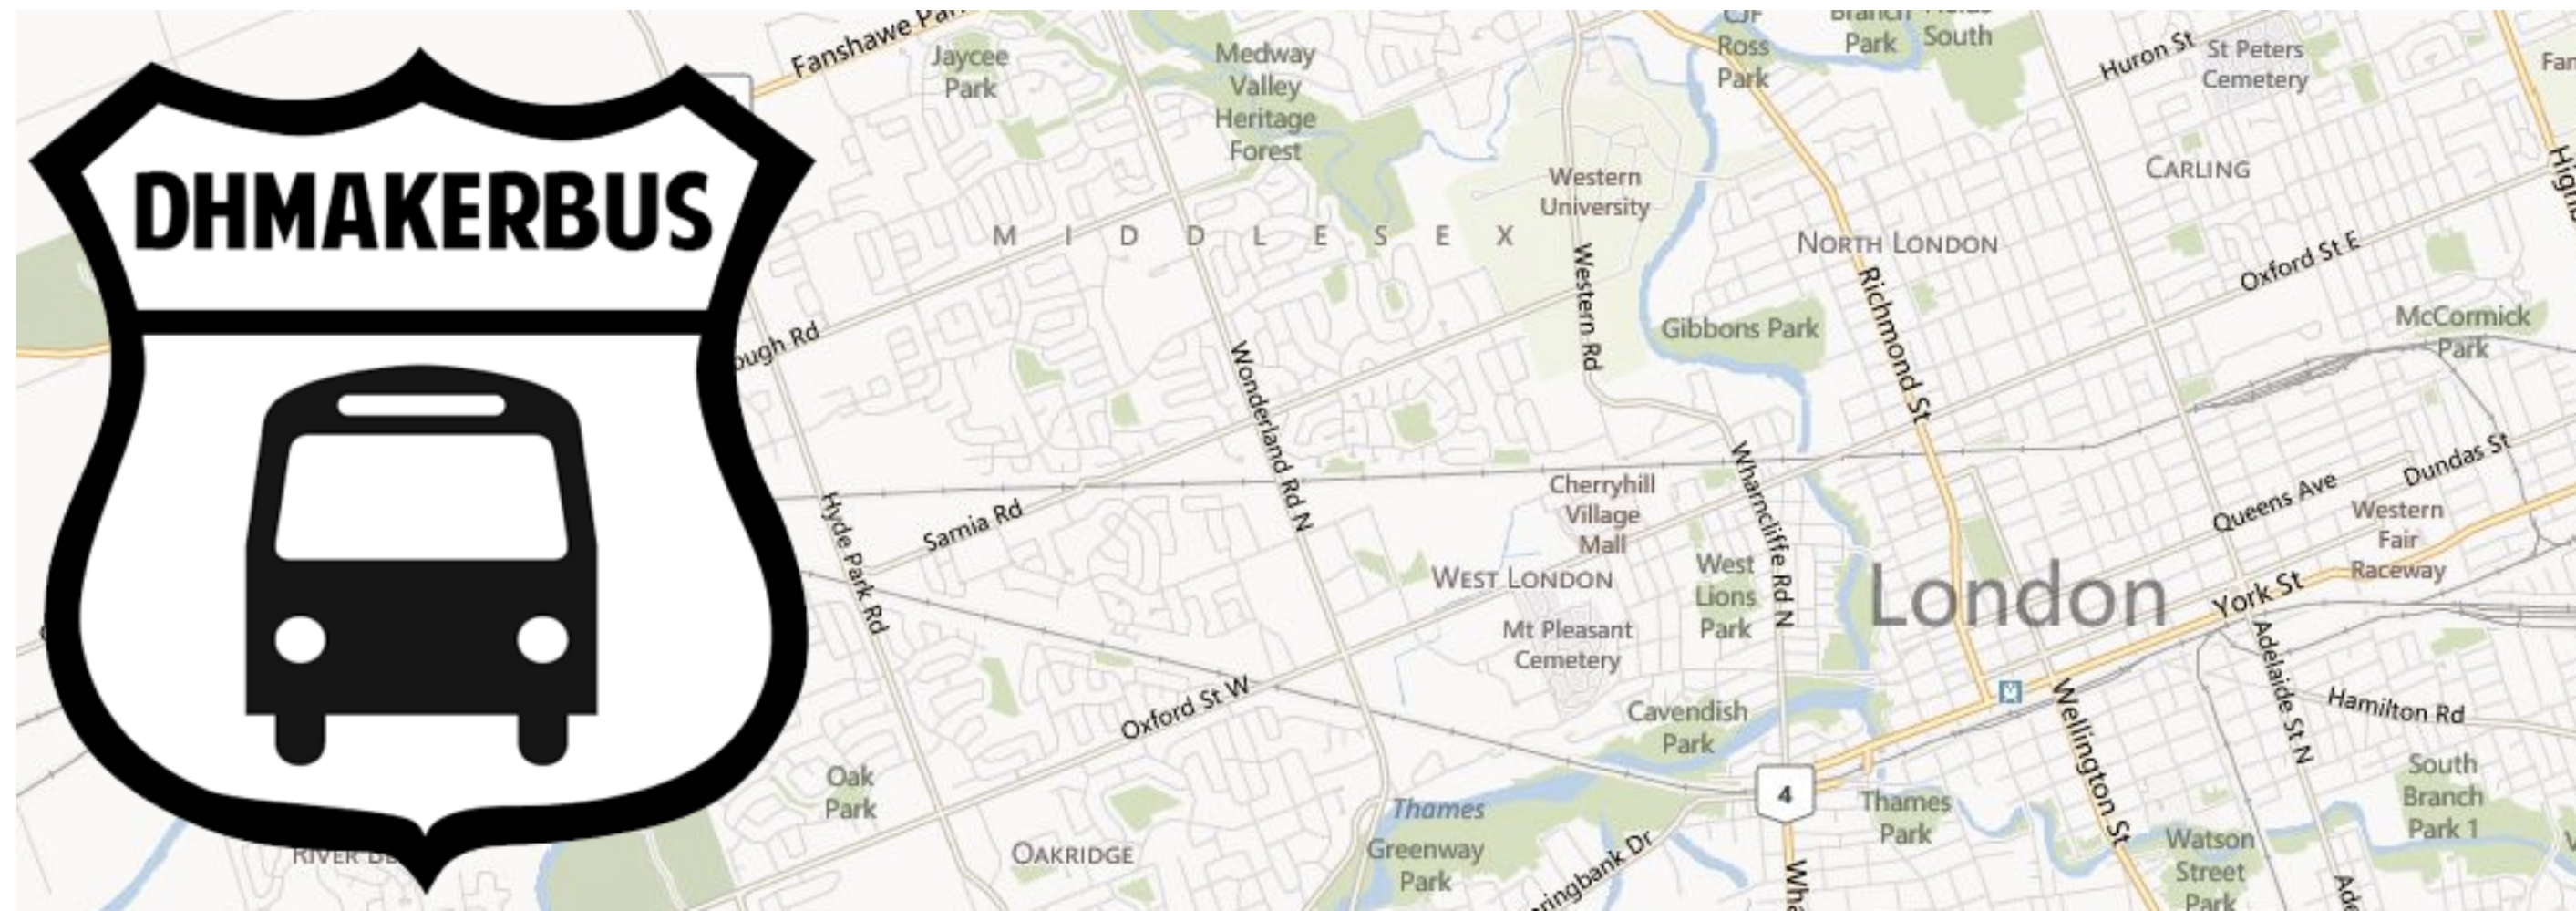 DHMAKERBUS
Jaycee
Park
Medway
Valley
Heritage
Forest
Ross
Park
Branch
Park
South
Huron St
St Peters
Cemetery
Fanshawe
Western
University
CARLING
MIDDLESEX
NORTH LONDON
Western Rd
Richmond St
Oxford St E
Gibbons Park
McCormick
Park
Rd
Wonderland Rd N
Hyde Park Rd
Sarnia Rd
Cherryhill
Village
Mall
Wharncliffe Rd N
Queens Ave
Dundas St
Western
Fair
Raceway
WEST LONDON
West
Lions
Park
London
York St
Mt Pleasant
Cemetery
Adelaide St N
Oxford St W
Cavendish
Park
Wellington St
Hamilton Rd
Oak
Park
4
Thames
Thames
Park
South
Branch
Park 1
OAKRIDGE
Greenway
Park
Dr
Watson
Street
Park
RIVER